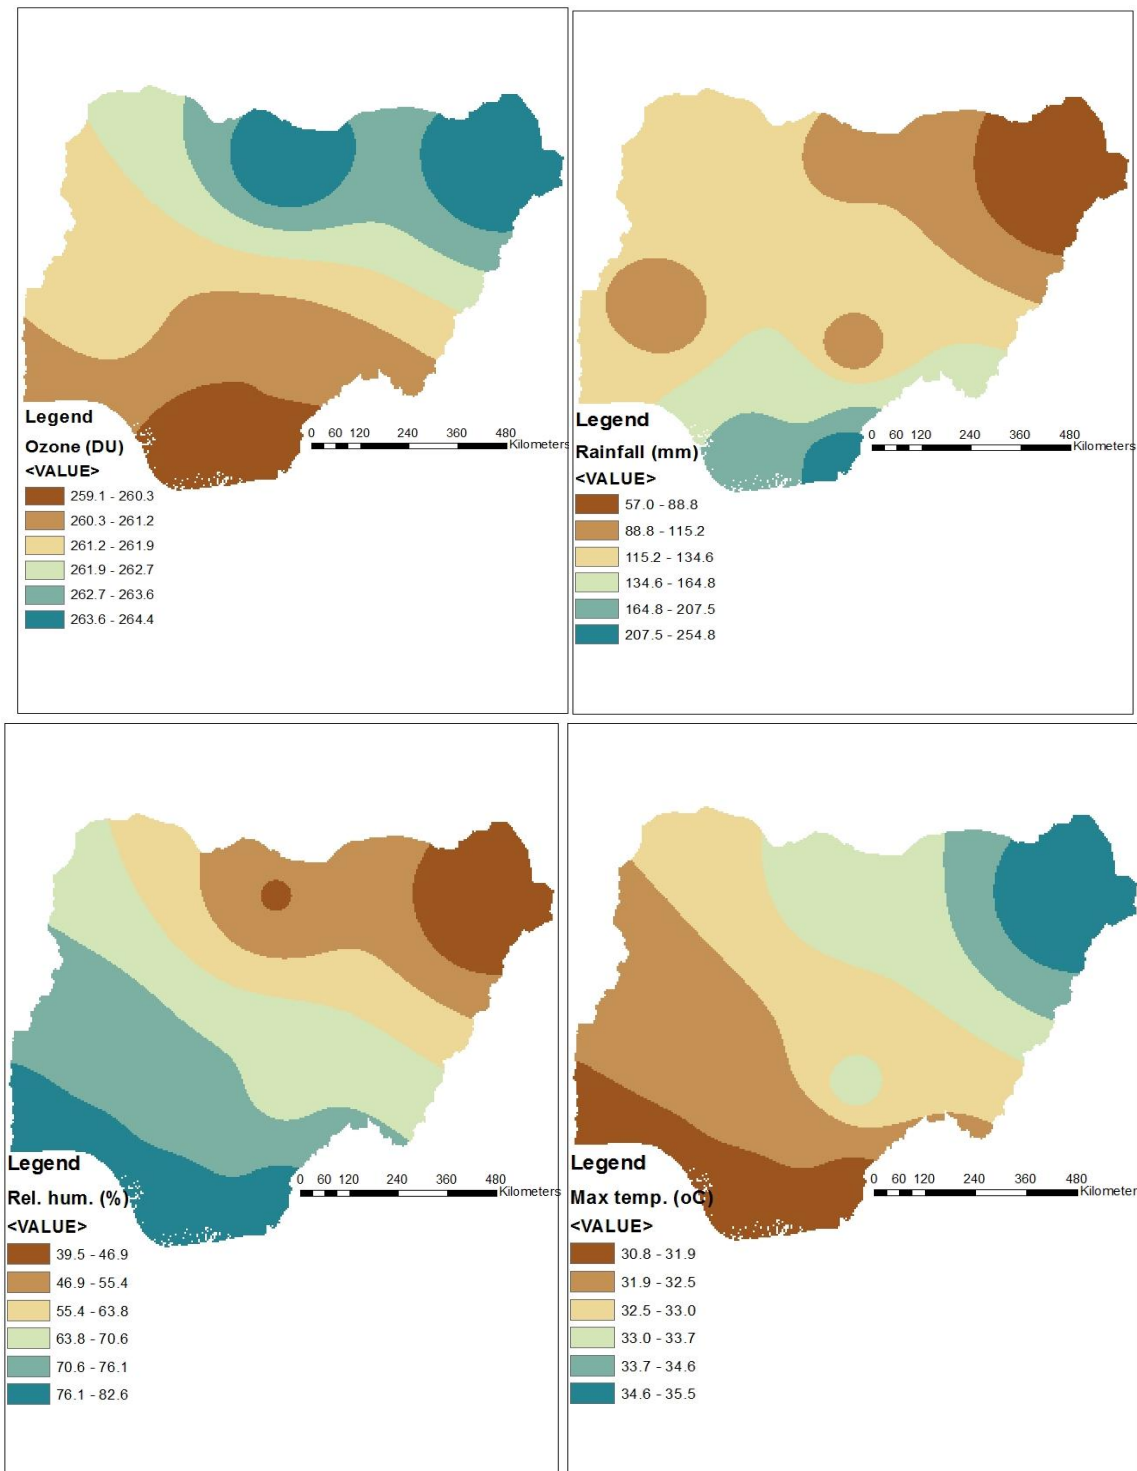 Legend
Ozone (DU)
<VALUE>
259.1 - 260.3
260.3 - 261.2
261.2 - 261.9
261.9 - 262.7
262.7 - 263.6
263.6 - 264.4
0 60 120 240 360 480
Kilometers
Legend
Rainfall (mm)
<VALUE>
57.0 - 88.8
88.8 - 115.2
115.2 - 134.6
134.6 - 164.8
164.8 - 207.5
207.5 - 254.8
0 60 120 240 360 480
Kilometers
Legend
Rel. hum. (%)
<VALUE>
39.5 - 46.9
46.9 - 55.4
55.4 - 63.8
63.8 - 70.6
70.6 - 76.1
76.1 - 82.6
0 60 120 240 360 480
Kilometers
Legend
Max temp. (oC)
<VALUE>
30.8 - 31.9
31.9 - 32.5
32.5 - 33.0
33.0 - 33.7
33.7 - 34.6
34.6 - 35.5
0 60 120 240 360 480
Kilometer